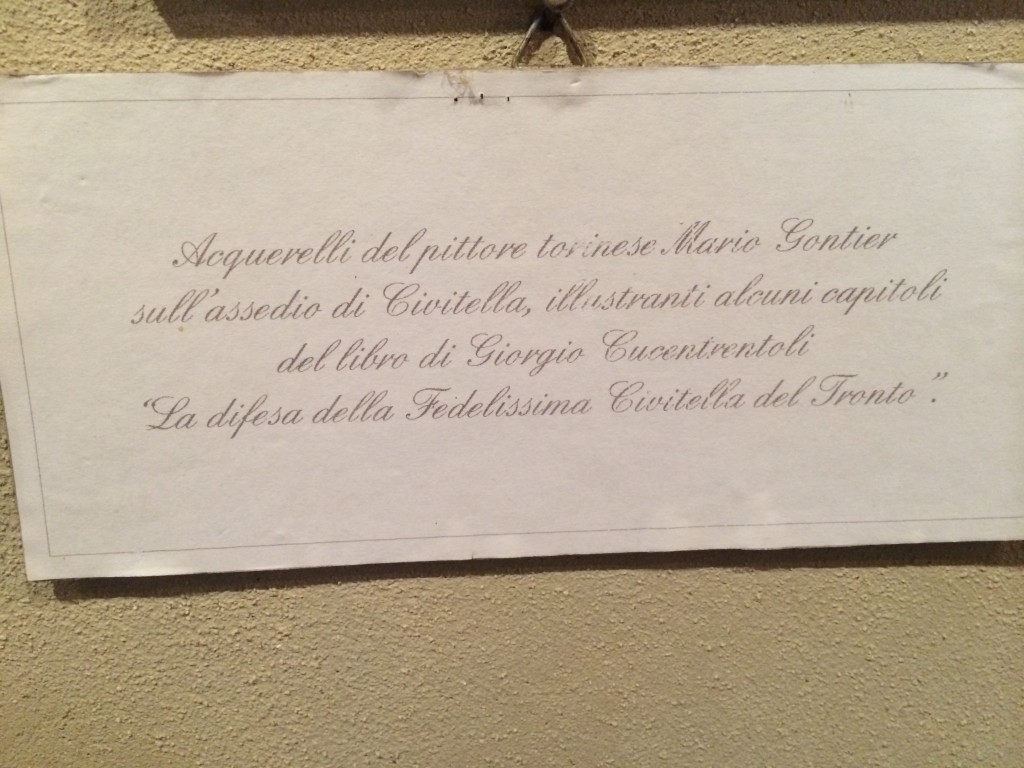 Acquerelli del pittore torinese Mario Gontier
sull'assedio di Civitella, illustranti alcuni capitoli
del libro di Giorgio Cucentrentoli
"La difesa della Fedelissima Civitella del Tronto".